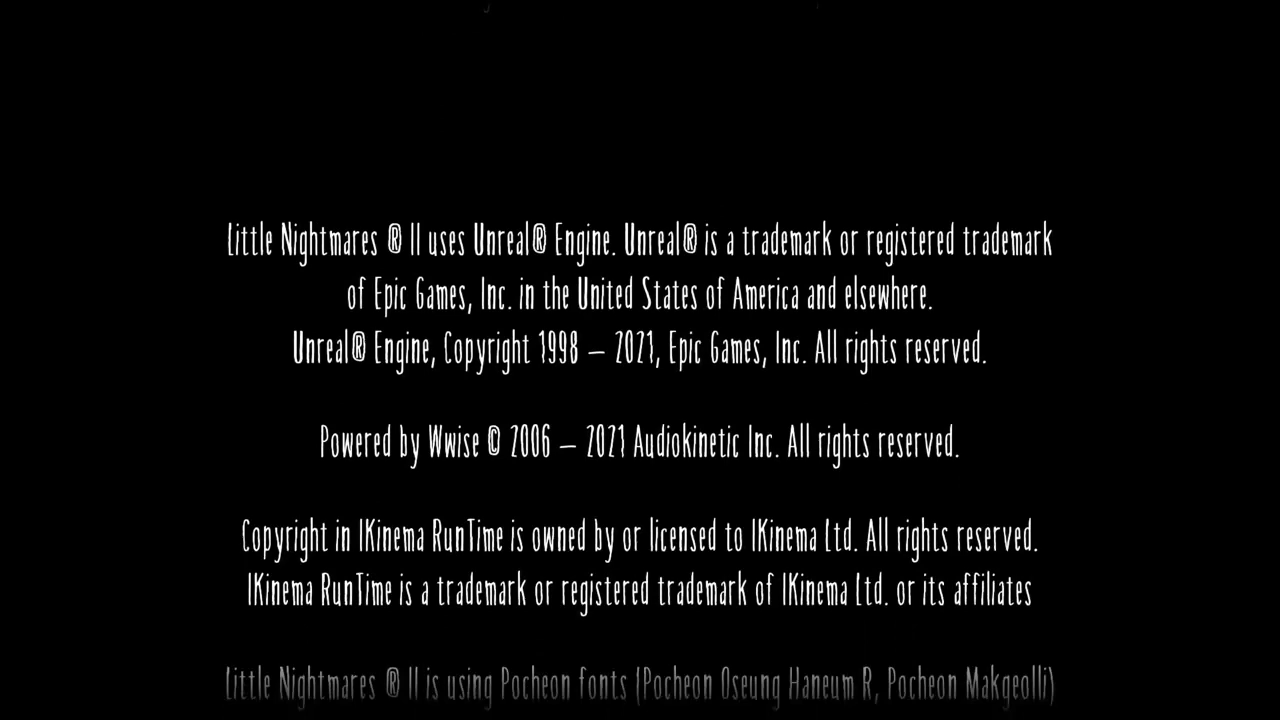 Little Nightmares ® II uses Unreal® Engine. Unreal® is a trademark or registered trademark
of Epic Games, Inc. in the United States of America and elsewhere.
Unreal® Engine, Copyright 1998 – 2021, Epic Games, Inc. All rights reserved.
Powered by Wwise © 2006 – 2021 Audiokinetic Inc. All rights reserved.
Copyright in IKinema RunTime is owned by or licensed to IKinema Ltd. All rights reserved.
IKinema RunTime is a trademark or registered trademark of IKinema Ltd. or its affiliates
Little Nightmares ® II is using Pocheon fonts (Pocheon Oseung Haneum R, Pocheon Makgeolli)